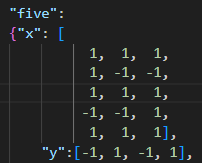 "five":
{"x": [
1, 1, 1,
1, -1, -1,
1, 1, 1,
-1, -1, 1,
1, 1, 1],
"y":[-1, 1, -1, 1],